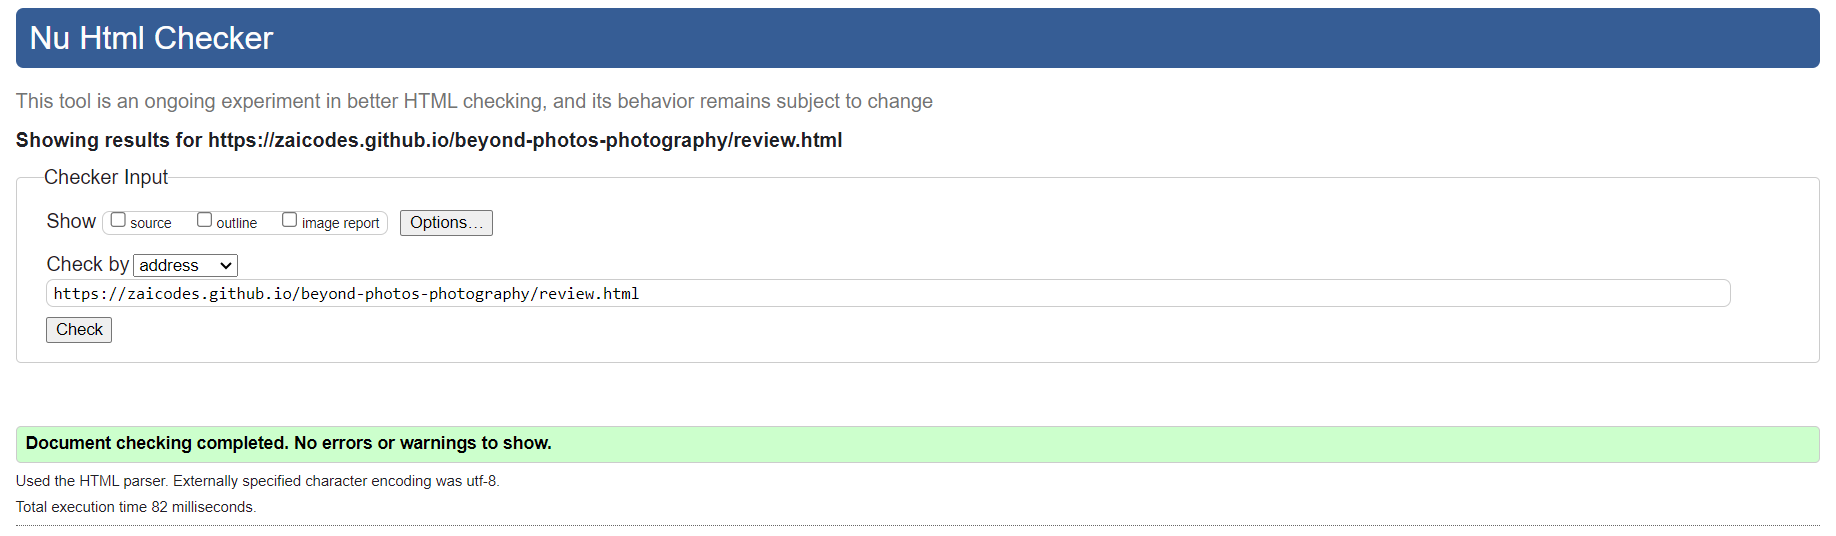 Nu Html Checker
This tool is an ongoing experiment in better HTML checking, and its behavior remains subject to change
Showing results for https://zaicodes.github.io/beyond-photos-photography/review.html
Checker Input
Show source outline image report Options...
Check by address
https://zaicodes.github.io/beyond-photos-photography/review.html
Check
Document checking completed. No errors or warnings to show.
Used the HTML parser. Externally specified character encoding was utf-8.
Total execution time 82 milliseconds.